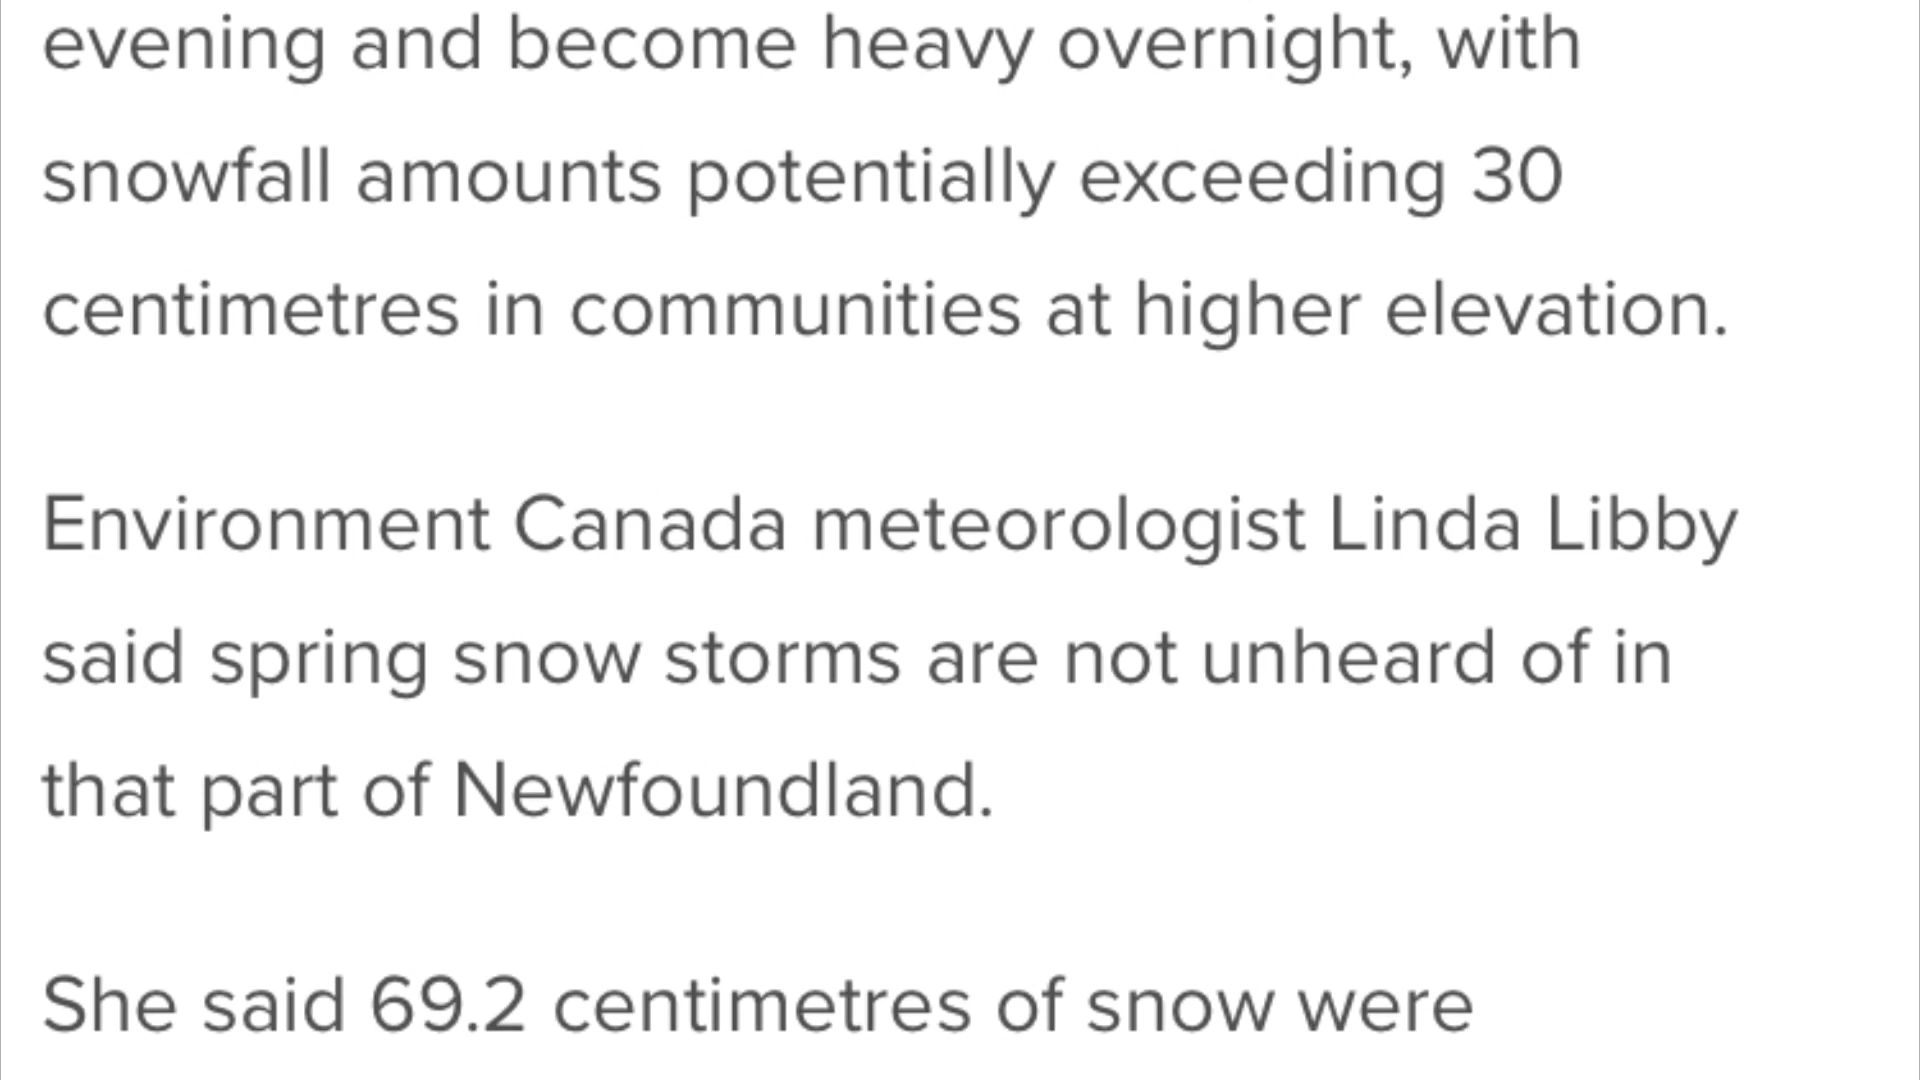 evening and become heavy overnight, with
snowfall amounts potentially exceeding 30
centimetres in communities at higher elevation.
Environment Canada meteorologist Linda Libby
said spring snow storms are not unheard of in
that part of Newfoundland.
She said 69.2 centimetres of snow were